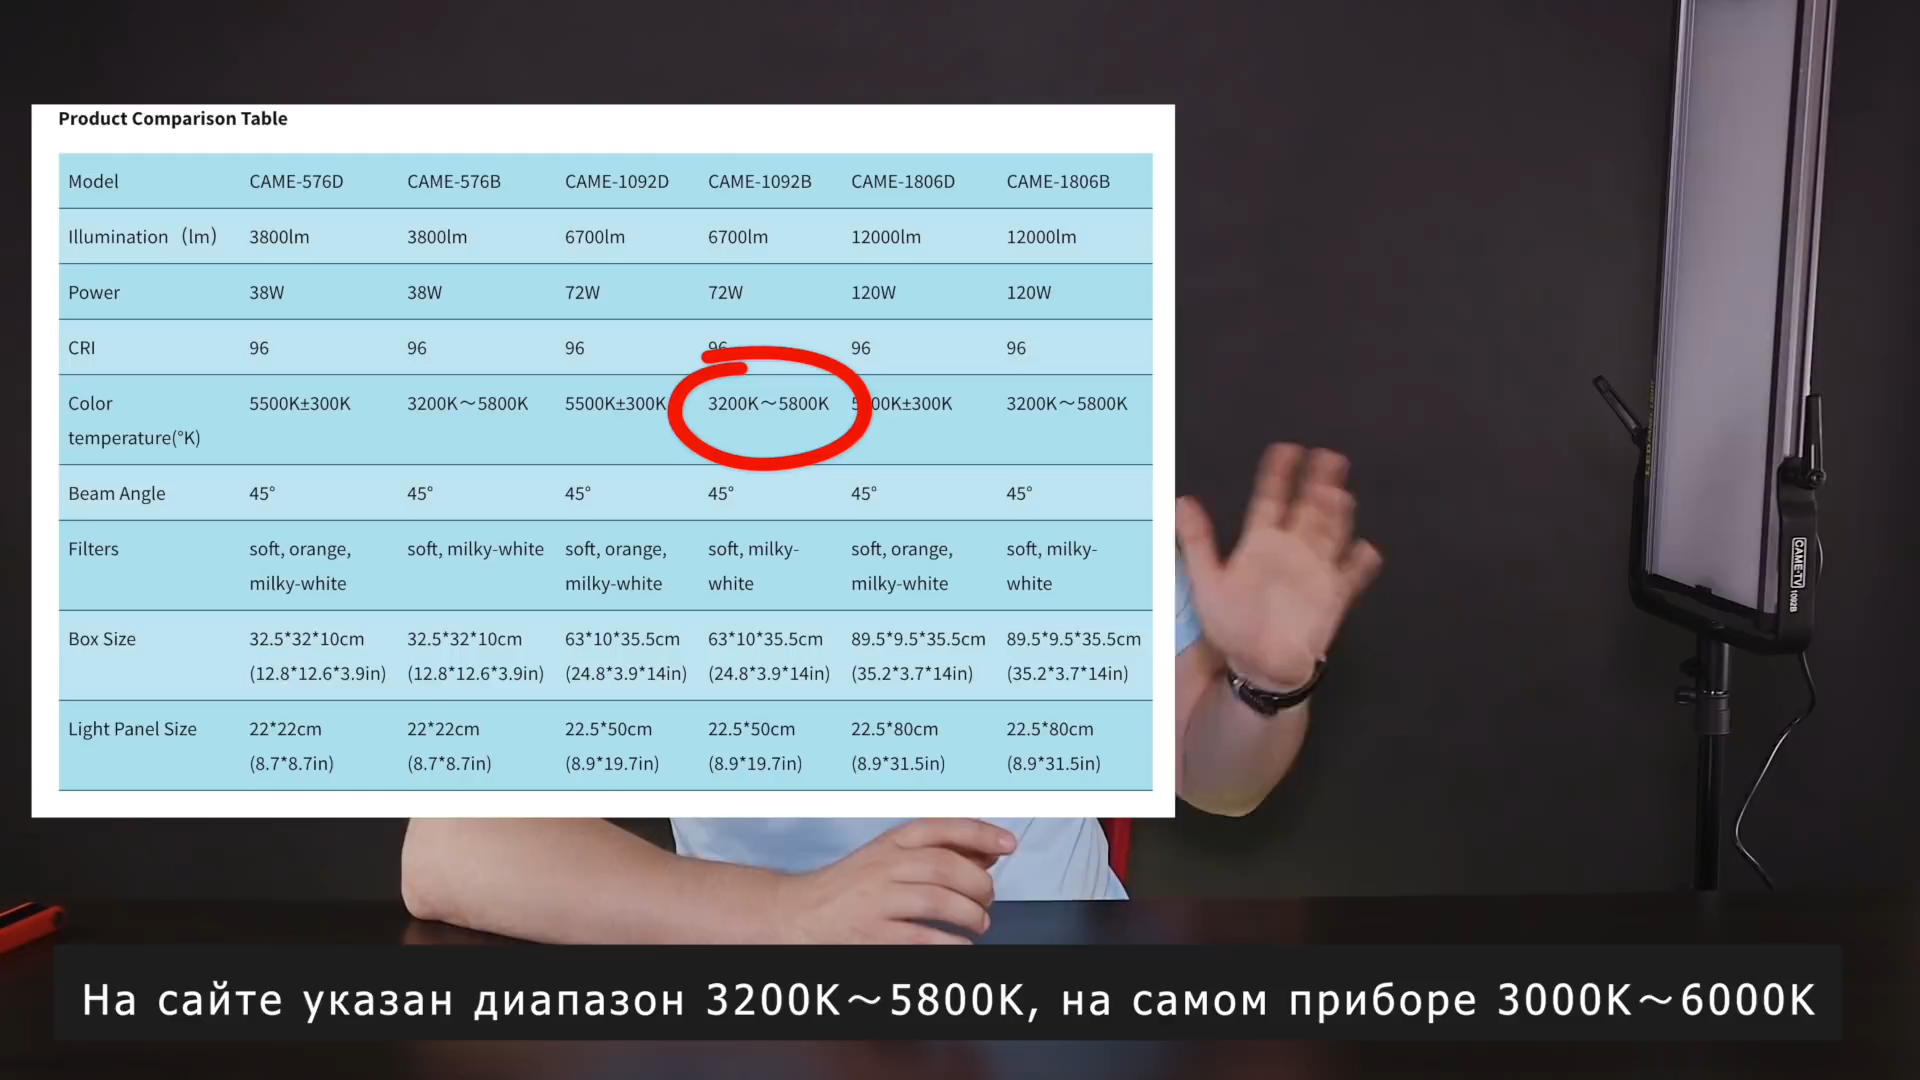 Product Comparison Table
Model CAME-576D CAME-576B CAME-1092D CAME-1092B CAME-1806D CAME-1806B
Illumination（lm） 3800lm 3800lm 6700lm 6700lm 12000lm 12000lm
Power 38W 38W 72W 72W 120W 120W
CRI 96 96 96 96 96 96
Color 5500K±300K 3200K～5800K 5500K±300K 3200K～5800K 5500K±300K 3200K～5800K
temperature(°K)
Beam Angle 45° 45° 45° 45° 45° 45°
Filters soft, orange, soft, milky-white soft, orange, soft, milky- soft, orange, soft, milky-
milky-white milky-white white milky-white white
Box Size 32.5*32*10cm 32.5*32*10cm 63*10*35.5cm 63*10*35.5cm 89.5*9.5*35.5cm 89.5*9.5*35.5cm
(12.8*12.6*3.9in) (12.8*12.6*3.9in) (24.8*3.9*14in) (24.8*3.9*14in) (35.2*3.7*14in) (35.2*3.7*14in)
Light Panel Size 22*22cm 22*22cm 22.5*50cm 22.5*50cm 22.5*80cm 22.5*80cm
(8.7*8.7in) (8.7*8.7in) (8.9*19.7in) (8.9*19.7in) (8.9*31.5in) (8.9*31.5in)
CAME-TV 1092B
На сайте указан диапазон 3200K～5800K, на самом приборе 3000K～6000K